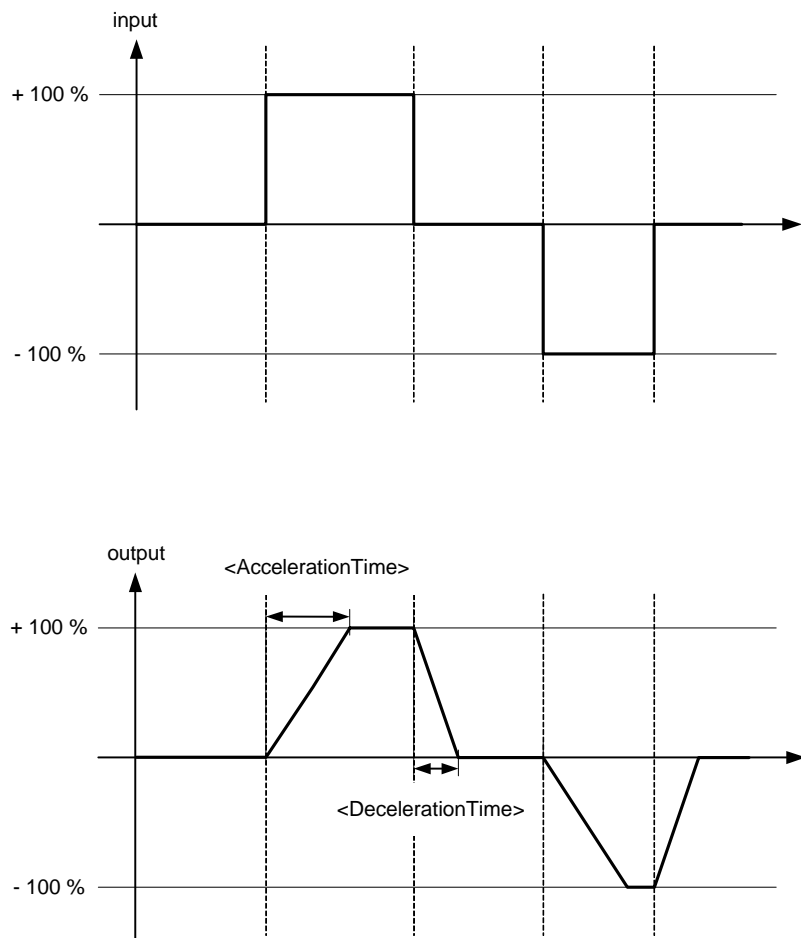 input
+ 100 %
- 100 %
output
<AccelerationTime>
+ 100 %
<DecelerationTime>
- 100 %